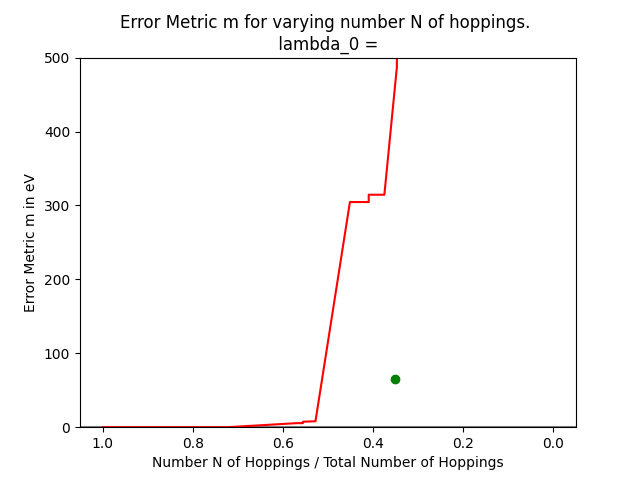 Error Metric m for varying number N of hoppings.
lambda_0 =
500
400
300
200
100
0
Error Metric m in eV
1.0 0.8 0.6 0.4 0.2 0.0
Number N of Hoppings / Total Number of Hoppings